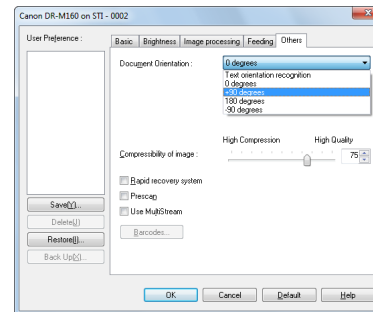 Canon DR-M160 on STI - 0002
User Preference :
Basic Brightness Image processing Feeding Others
Document Orientation :
0 degrees
Text orientation recognition
0 degrees
+90 degrees
180 degrees
-90 degrees
High Compression High Quality
Compressibility of image :
75
Rapid recovery system
Prescan
Use MultiStream
Barcodes...
Save(Y)...
Delete(J)
Restore(I)...
Back Up(X)...
OK Cancel Default Help